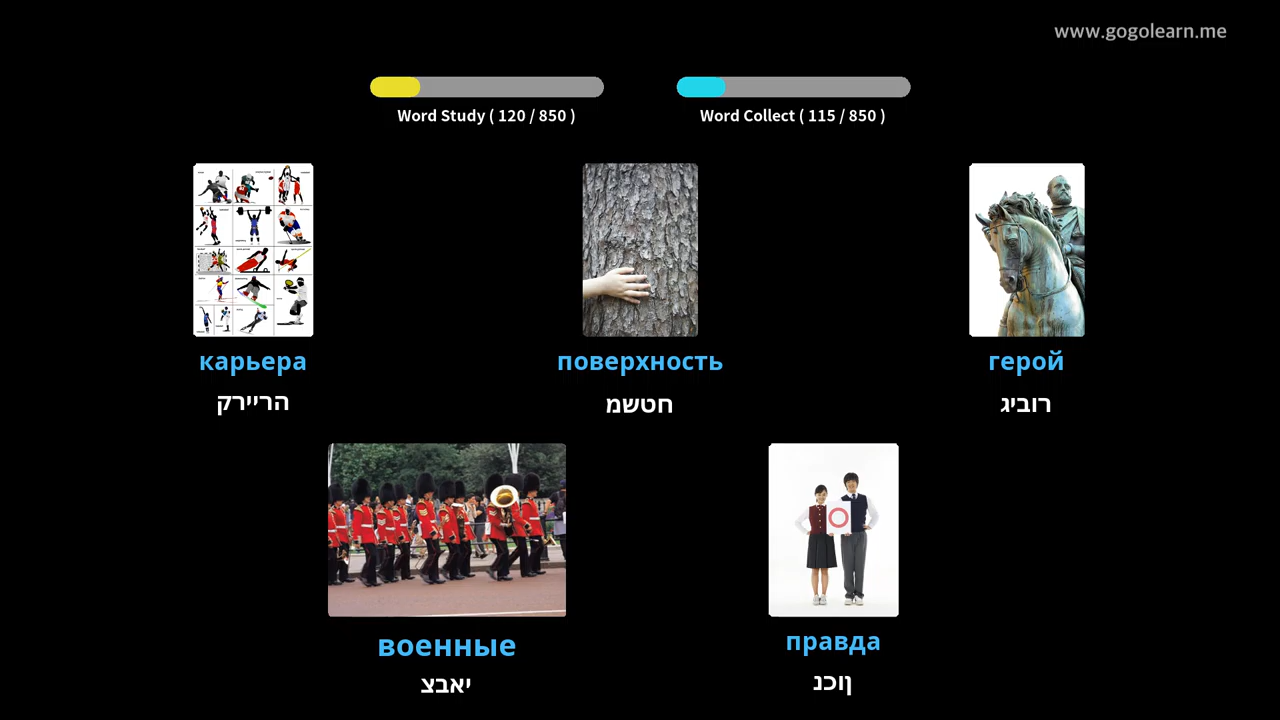 www.gogolearn.me
Word Study ( 120 / 850 )
Word Collect ( 115 / 850 )
карьера
הריירק
поверхность
חטשמ
герой
רוביג
военные
יאבצ
правда
ןוכנ